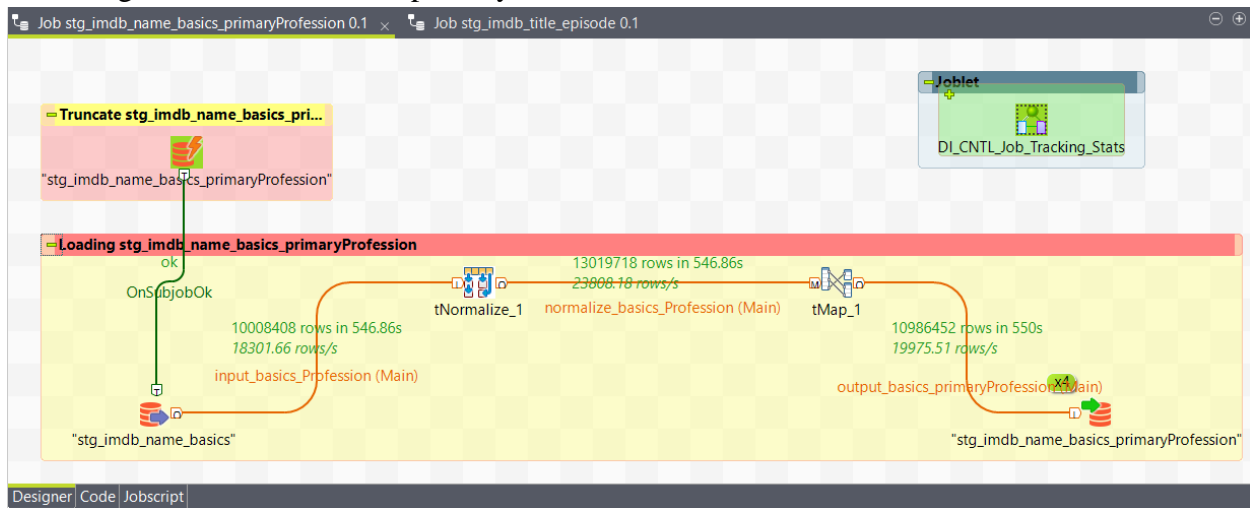 Job stg_imdb_name_basics_primaryProfession 0.1
Job stg_imdb_title_episode 0.1
Joblet
DI_CNTL_Job_Tracking_Stats
Truncate stg_imdb_name_basics_pri...
"stg_imdb_name_basics_primaryProfession"
Loading stg_imdb_name_basics_primaryProfession
ok
OnSubjobOk
10008408 rows in 546.86s
18301.66 rows/s
input_basics_Profession (Main)
"stg_imdb_name_basics"
tNormalize_1
13019718 rows in 546.86s
23808.18 rows/s
normalize_basics_Profession (Main)
tMap_1
10986452 rows in 550s
19975.51 rows/s
x4
output_basics_primaryProfession (Main)
"stg_imdb_name_basics_primaryProfession"
Designer
Code
Jobscript